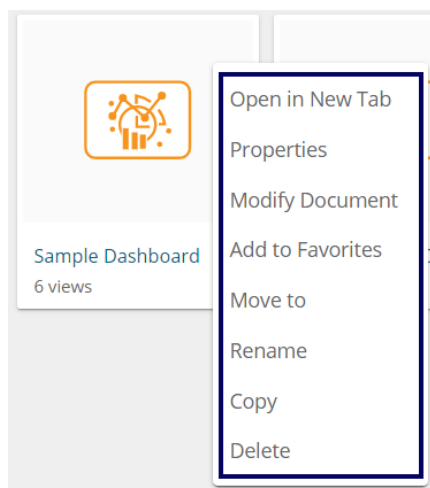 Sample Dashboard
6 views
Open in New Tab
Properties
Modify Document
Add to Favorites
Move to
Rename
Copy
Delete